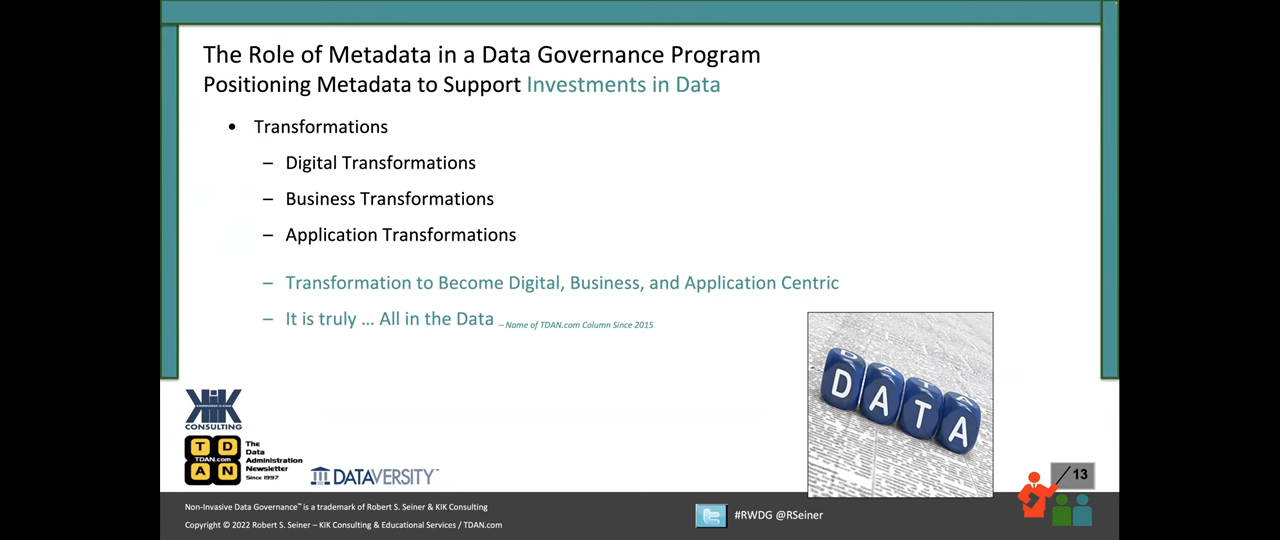 The Role of Metadata in a Data Governance Program
Positioning Metadata to Support Investments in Data
• Transformations
– Digital Transformations
– Business Transformations
– Application Transformations
– Transformation to Become Digital, Business, and Application Centric
– It is truly … All in the Data – Name of TDAN.com Column Since 2015
DATA
KIK
CONSULTING
TD
TDAN.com
AN
The
Data
Administration
Newsletter
Since 1997
DATAVERSITY™
13
Non-Invasive Data Governance™ is a trademark of Robert S. Seiner & KIK Consulting
Copyright © 2022 Robert S. Seiner – KIK Consulting & Educational Services / TDAN.com
#RWDG @RSeiner